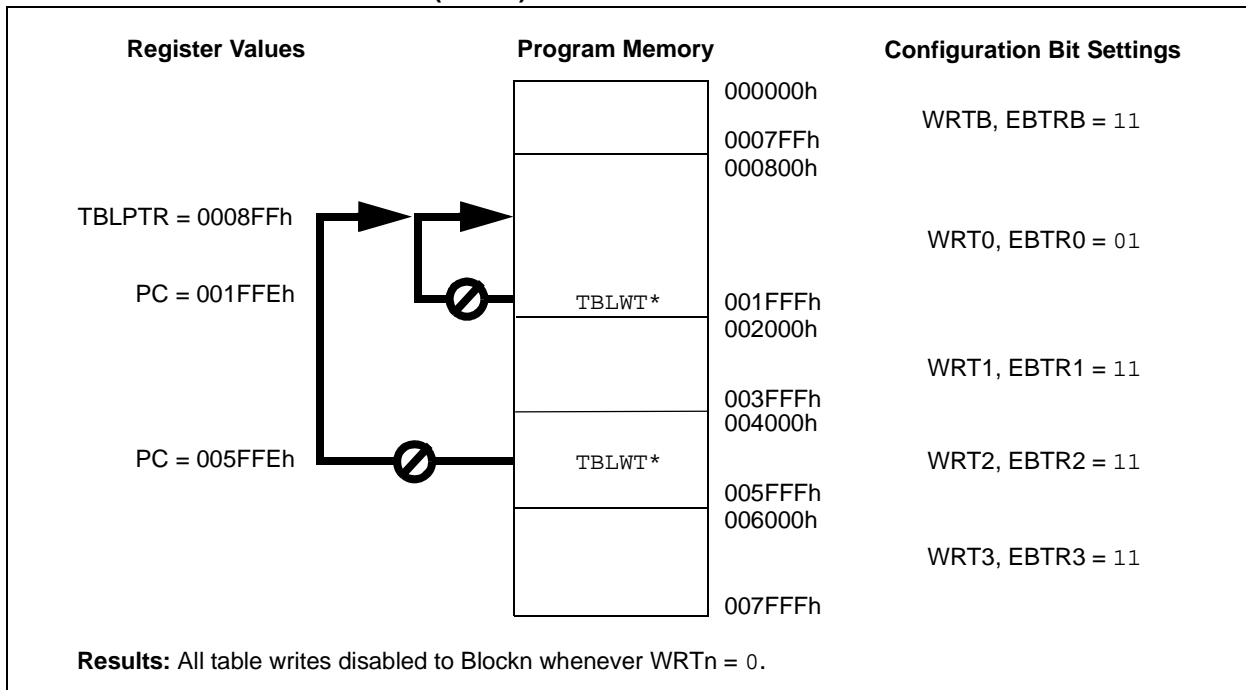 Register Values Program Memory Configuration Bit Settings
000000h
WRTB, EBTRB = 11
0007FFh
000800h
TBLPTR = 0008FFh
WRT0, EBTR0 = 01
PC = 001FFEh
TBLWT*
001FFFh
002000h
WRT1, EBTR1 = 11
003FFFh
004000h
PC = 005FFEh
TBLWT*
WRT2, EBTR2 = 11
005FFFh
006000h
WRT3, EBTR3 = 11
007FFFh
Results: All table writes disabled to Blockn whenever WRTn = 0.